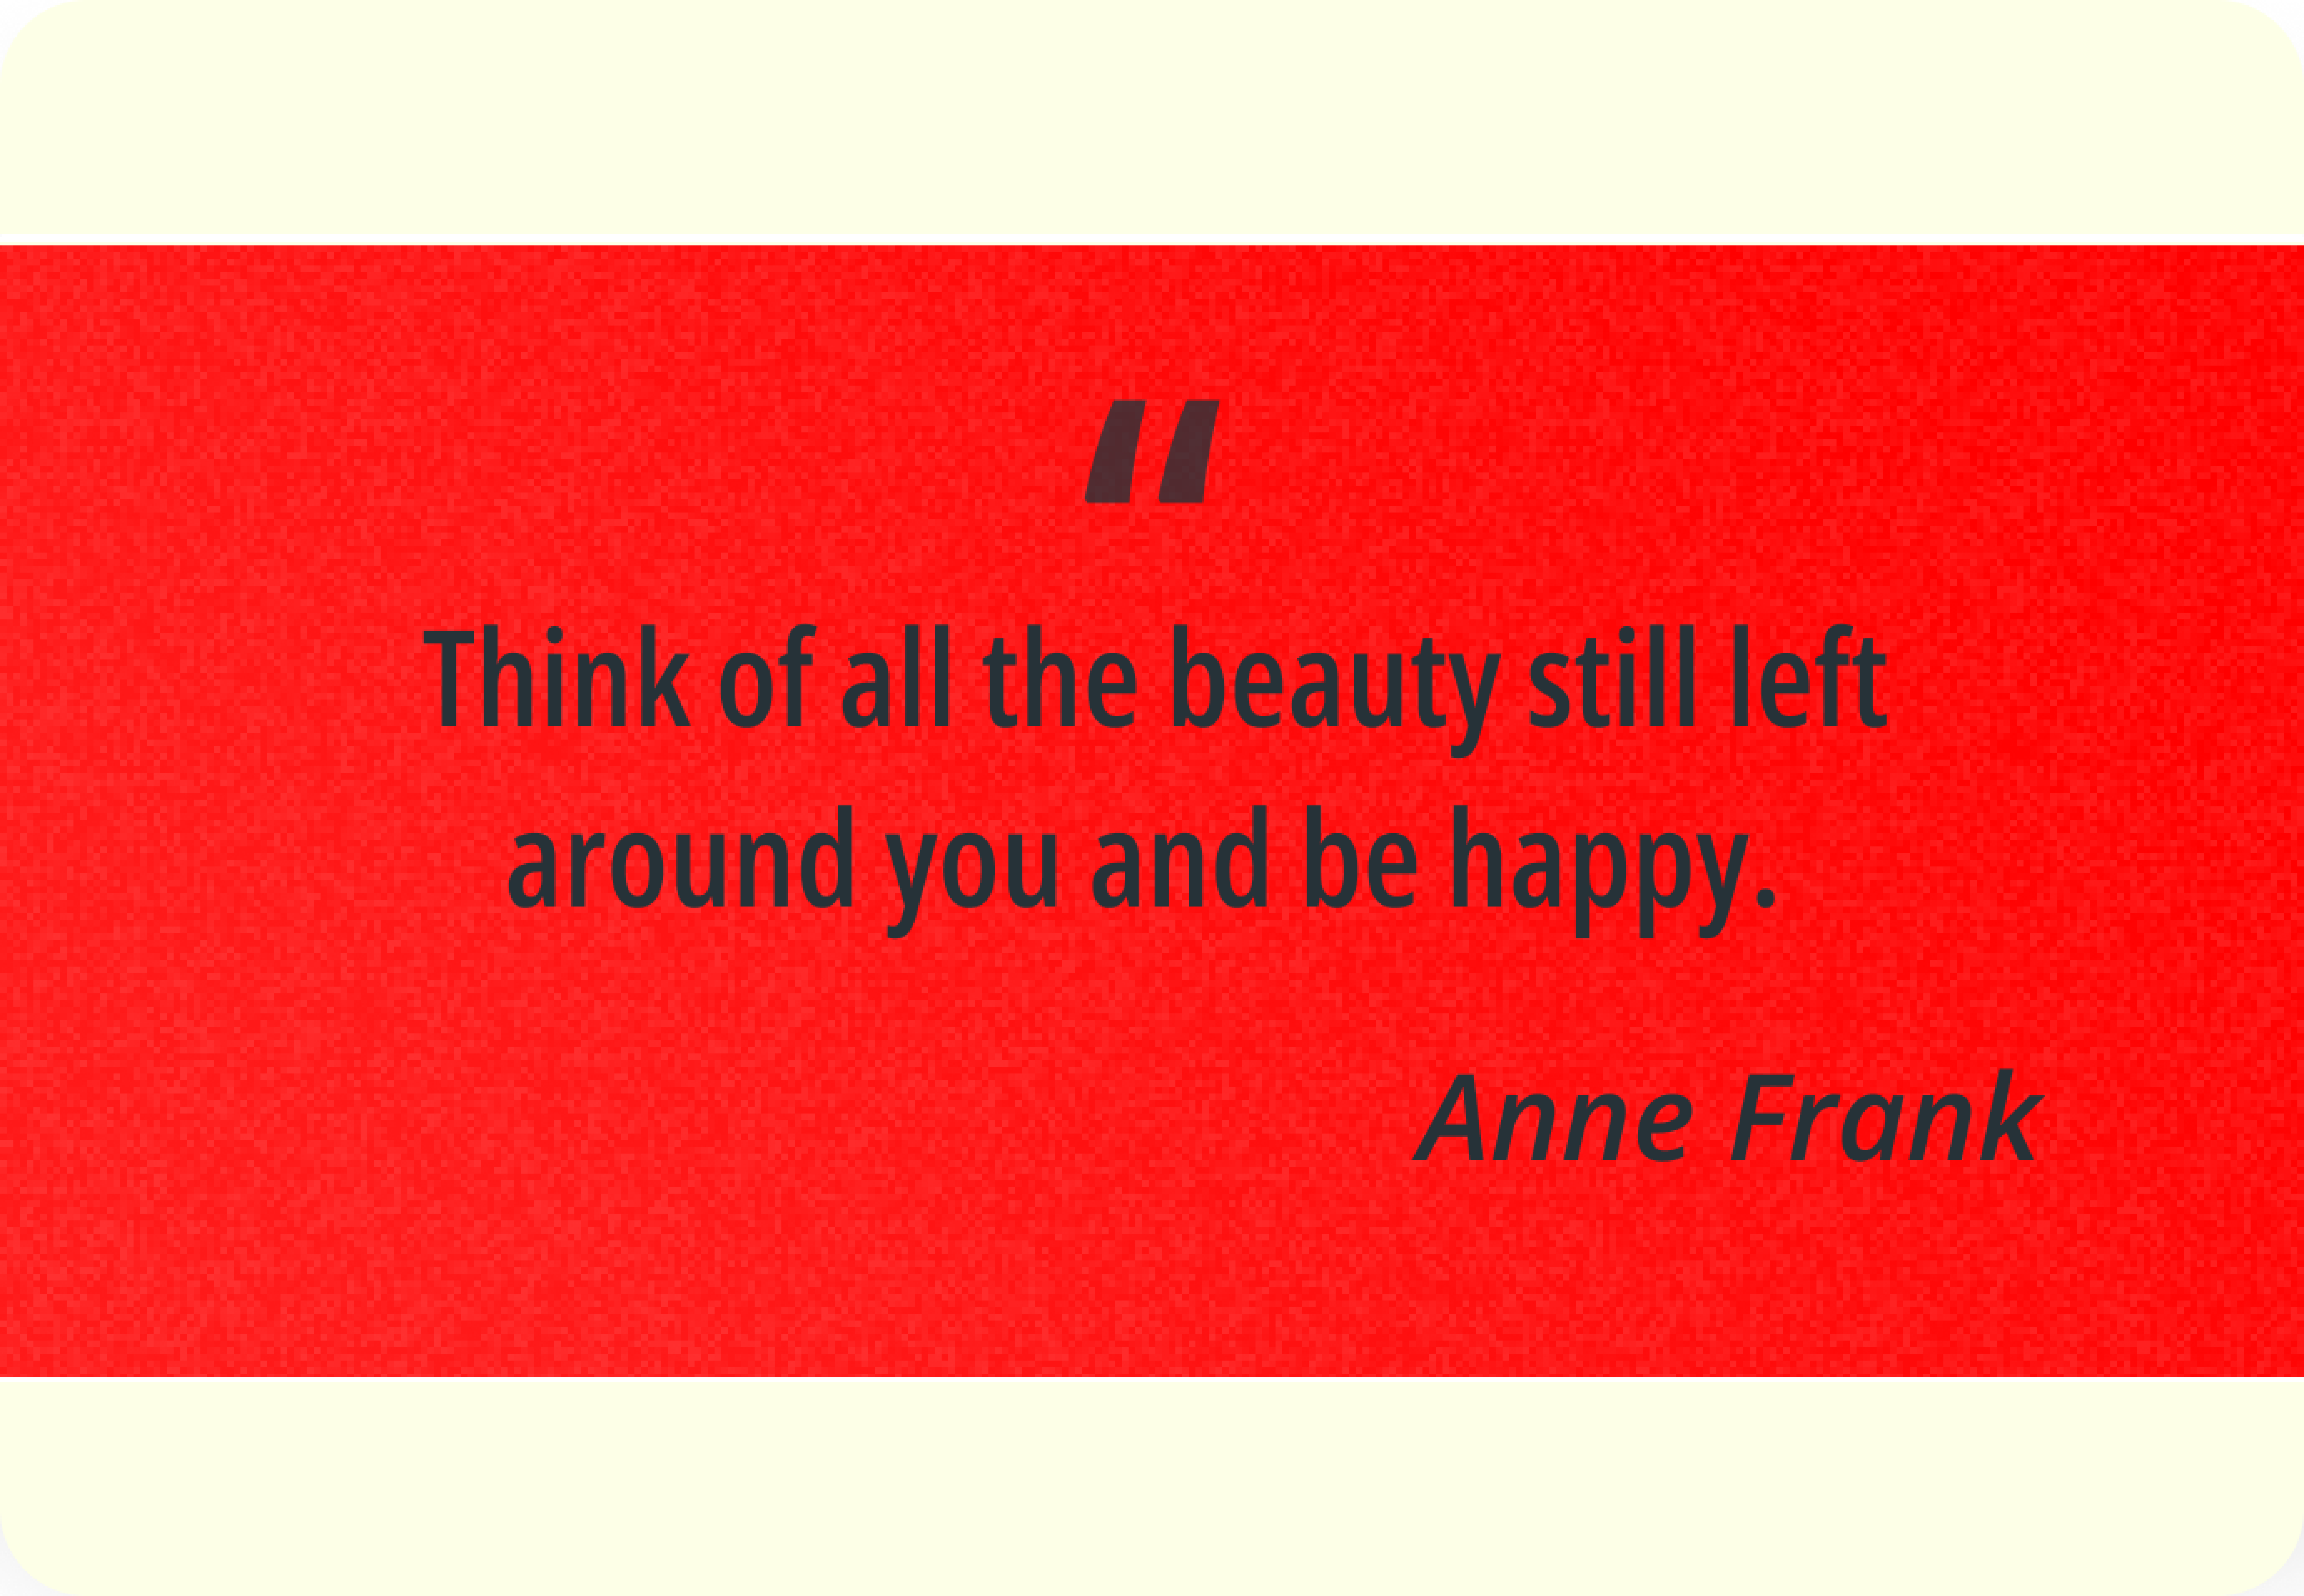 “
Think of all the beauty still left
around you and be happy.
Anne Frank